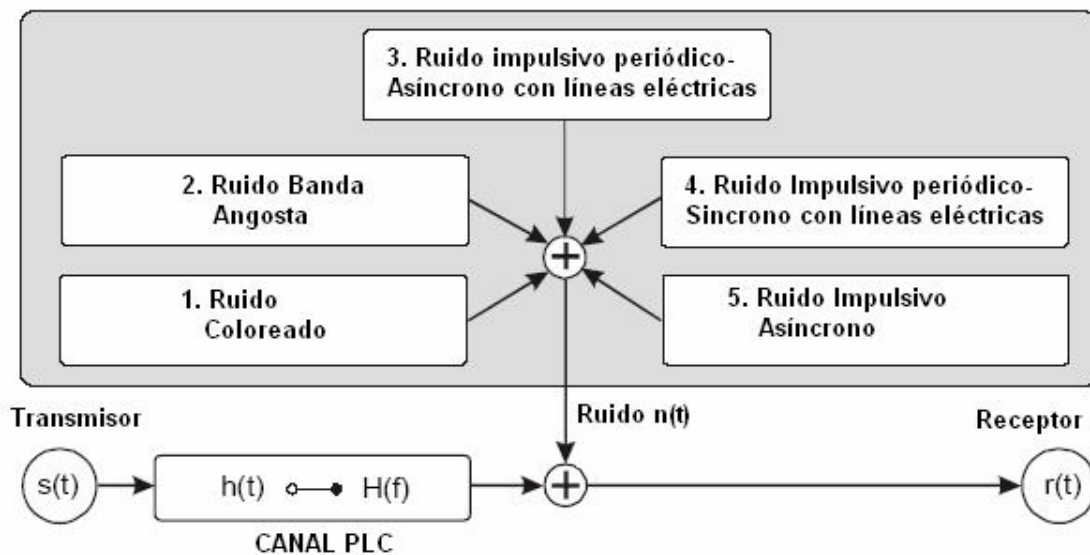 3. Ruido impulsivo periódico-
Asíncrono con líneas eléctricas
2. Ruido Banda
Angosta
4. Ruido Impulsivo periódico-
Sincrono con líneas eléctricas
1. Ruido
Coloreado
5. Ruido Impulsivo
Asíncrono
Transmisor
Ruido n(t)
Receptor
s(t)
h(t) H(f)
r(t)
CANAL PLC